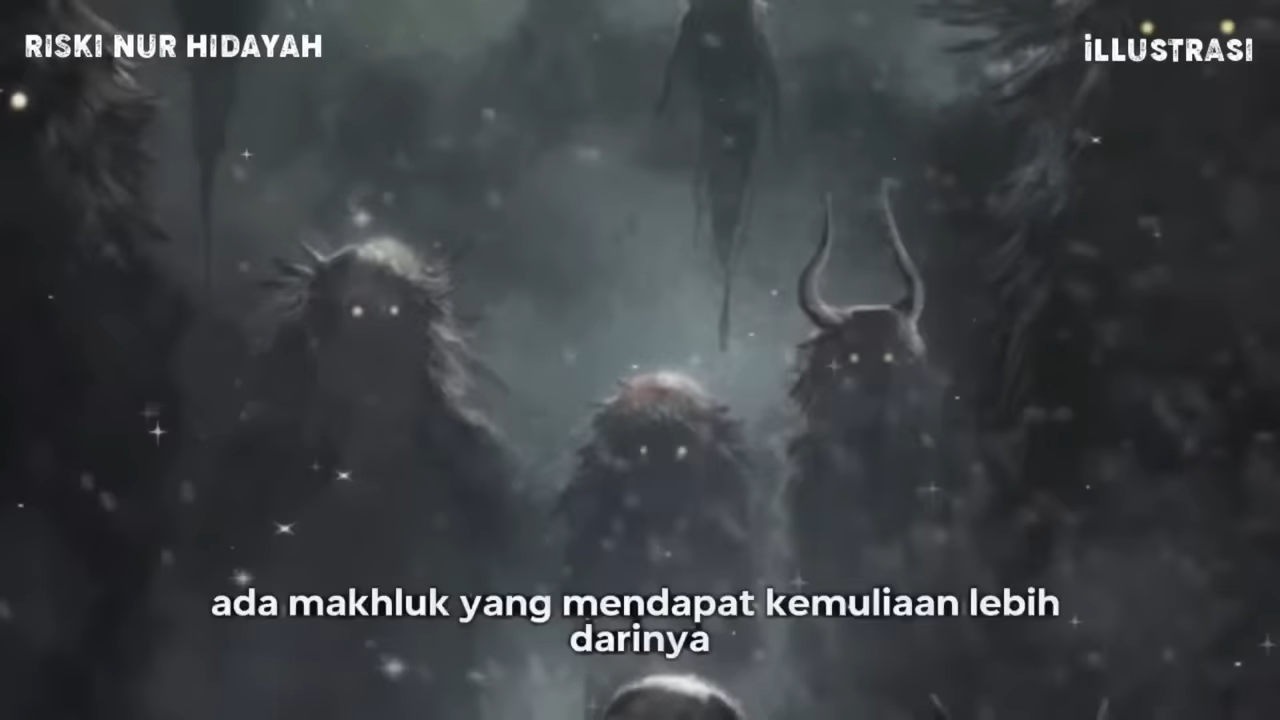 RISKI NUR HIDAYAH
ILLUSTRASI
ada makhluk yang mendapat kemuliaan lebih
darinya